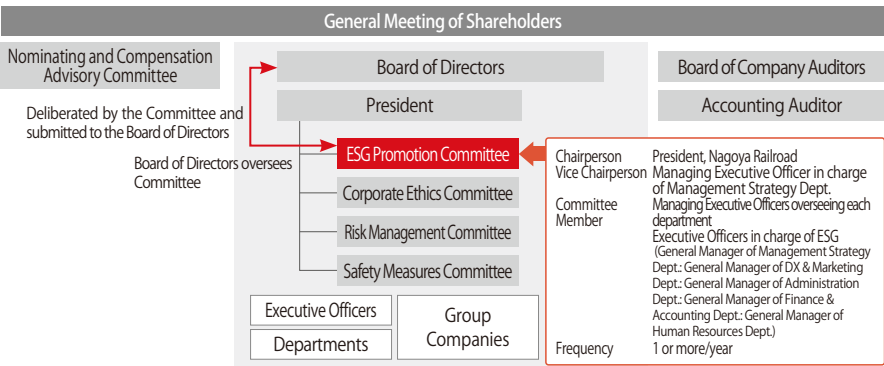 General Meeting of Shareholders
Nominating and Compensation
Advisory Committee
Board of Directors
Board of Company Auditors
President
Accounting Auditor
Deliberated by the Committee and
submitted to the Board of Directors
Board of Directors oversees
Committee
ESG Promotion Committee
Corporate Ethics Committee
Risk Management Committee
Safety Measures Committee
Executive Officers
Departments
Group
Companies
Chairperson President, Nagoya Railroad
Vice Chairperson Managing Executive Officer in charge
of Management Strategy Dept.
Committee Managing Executive Officers overseeing each
Member department
Executive Officers in charge of ESG
(General Manager of Management Strategy
Dept.: General Manager of DX & Marketing
Dept.: General Manager of Administration
Dept.: General Manager of Finance &
Accounting Dept.: General Manager of
Human Resources Dept.)
Frequency 1 or more/year